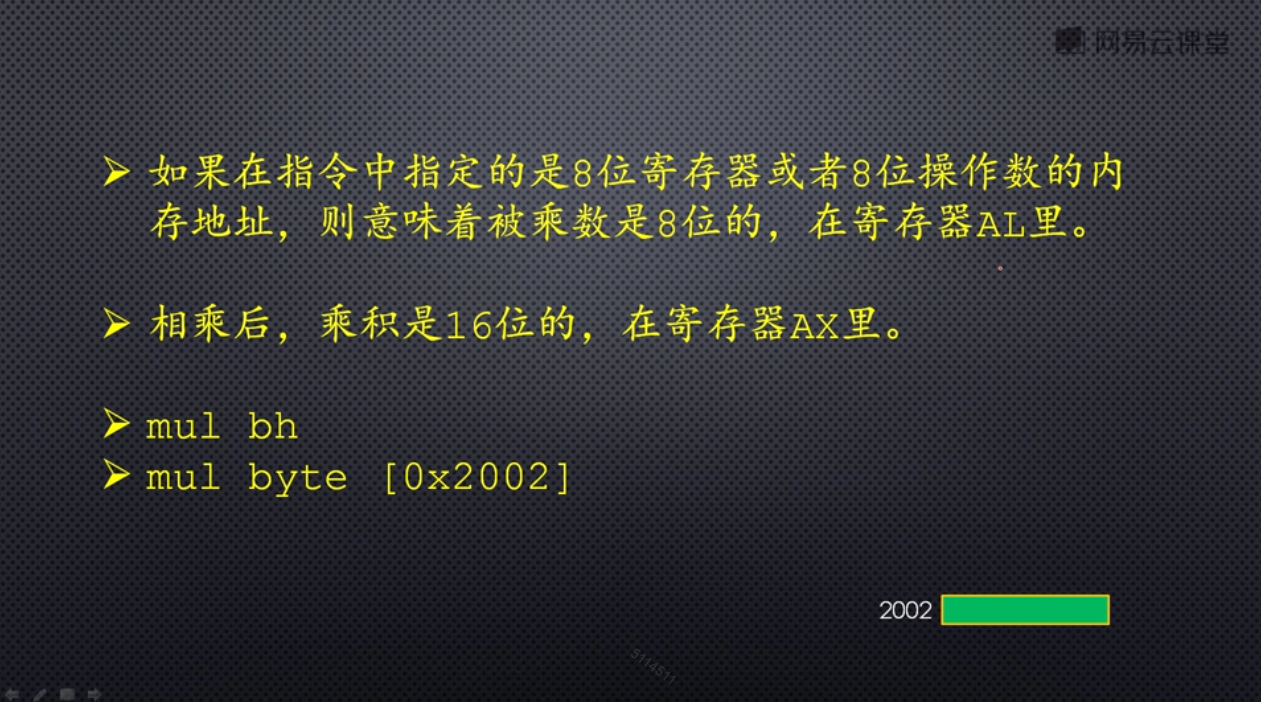 网易云课堂
如果在指令中指定的是8位寄存器或者8位操作数的内
存地址，则意味着被乘数是8位的，在寄存器AL里。
相乘后，乘积是16位的，在寄存器AX里。
mul bh
mul byte [0x2002]
2002
5114511